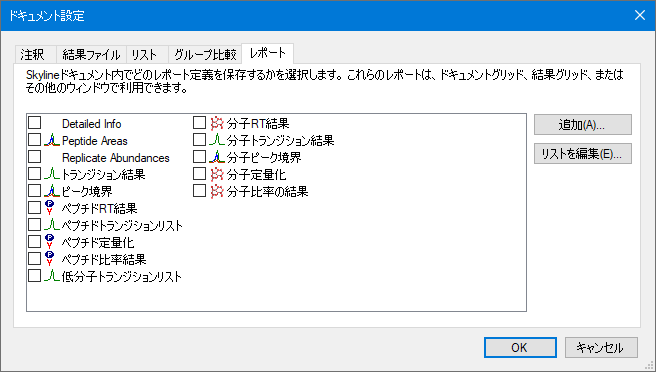 ドキュメント設定
注釈 結果ファイル リスト グループ比較 レポート
Skylineドキュメント内でどのレポート定義を保存するかを選択します。これらのレポートは、ドキュメントグリッド、結果グリッド、または
その他のウィンドウで利用できます。
Detailed Info
Peptide Areas
Replicate Abundances
トランジション結果
ピーク境界
ペプチドRT結果
ペプチドトランジションリスト
ペプチド定量化
ペプチド比率結果
低分子トランジションリスト
分子RT結果
分子トランジション結果
分子ピーク境界
分子定量化
分子比率の結果
追加(A)...
リストを編集(E)...
OK キャンセル